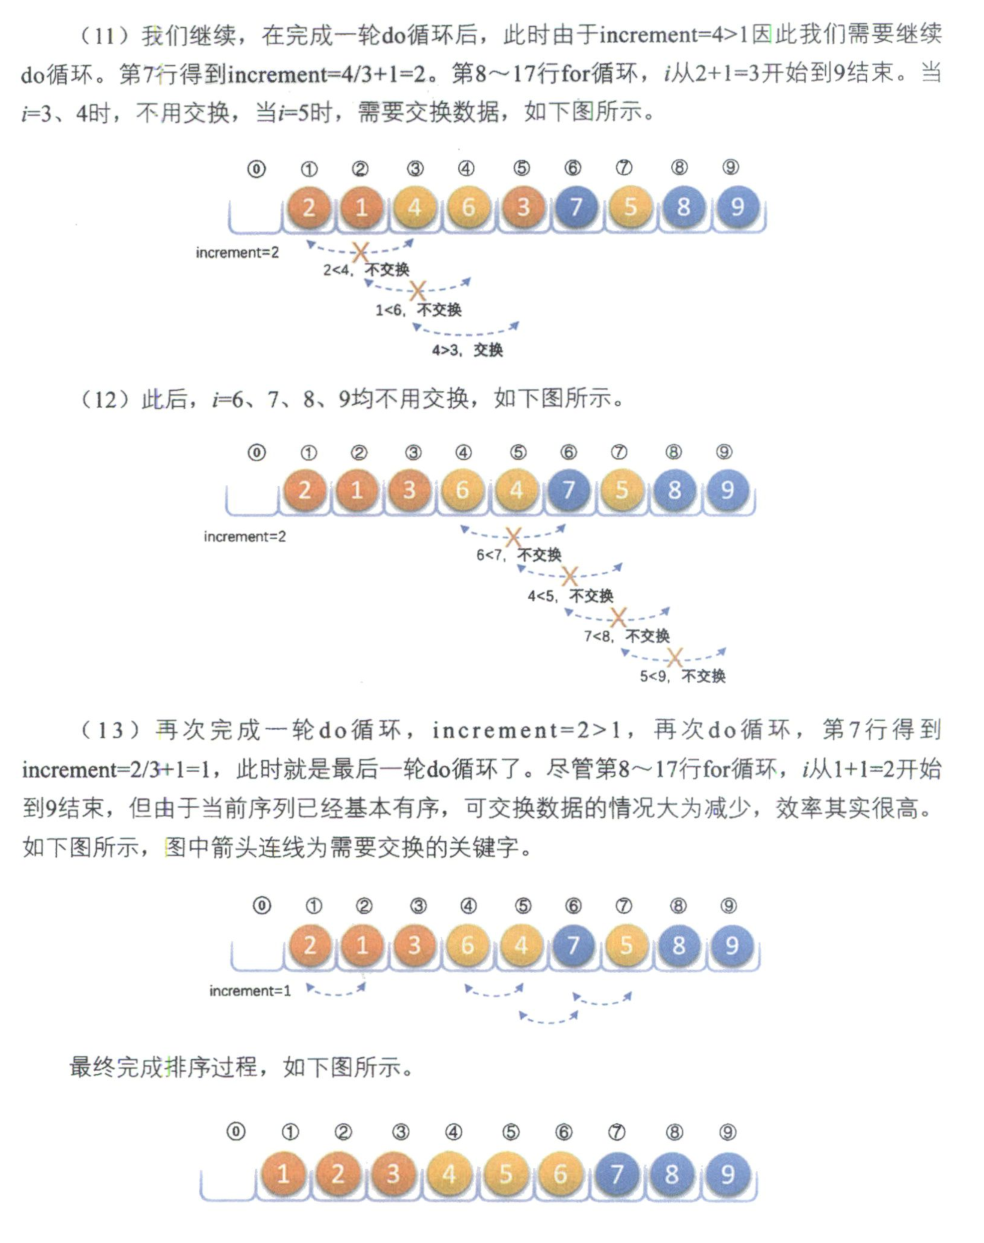 （11）我们继续，在完成一轮do循环后，此时由于increment=4>1因此我们需要继续
do循环。第7行得到increment=4/3+1=2。第8～17行for循环，i从2+1=3开始到9结束。当
i=3、4时，不用交换，当i=5时，需要交换数据，如下图所示。
⓪ ① ② ③ ④ ⑤ ⑥ ⑦ ⑧ ⑨
2 1 4 6 3 7 5 8 9
increment=2
2<4，不交换
1<6，不交换
4>3，交换
（12）此后，i=6、7、8、9均不用交换，如下图所示。
⓪ ① ② ③ ④ ⑤ ⑥ ⑦ ⑧ ⑨
2 1 3 6 4 7 5 8 9
increment=2
6<7，不交换
4<5，不交换
7<8，不交换
5<9，不交换
（13）再次完成一轮do循环，increment=2>1，再次do循环，第7行得到
increment=2/3+1=1，此时就是最后一轮do循环了。尽管第8～17行for循环，i从1+1=2开始
到9结束，但由于当前序列已经基本有序，可交换数据的情况大为减少，效率其实很高。
如下图所示，图中箭头连线为需要交换的关键字。
⓪ ① ② ③ ④ ⑤ ⑥ ⑦ ⑧ ⑨
2 1 3 6 4 7 5 8 9
increment=1
最终完成排序过程，如下图所示。
⓪ ① ② ③ ④ ⑤ ⑥ ⑦ ⑧ ⑨
1 2 3 4 5 6 7 8 9